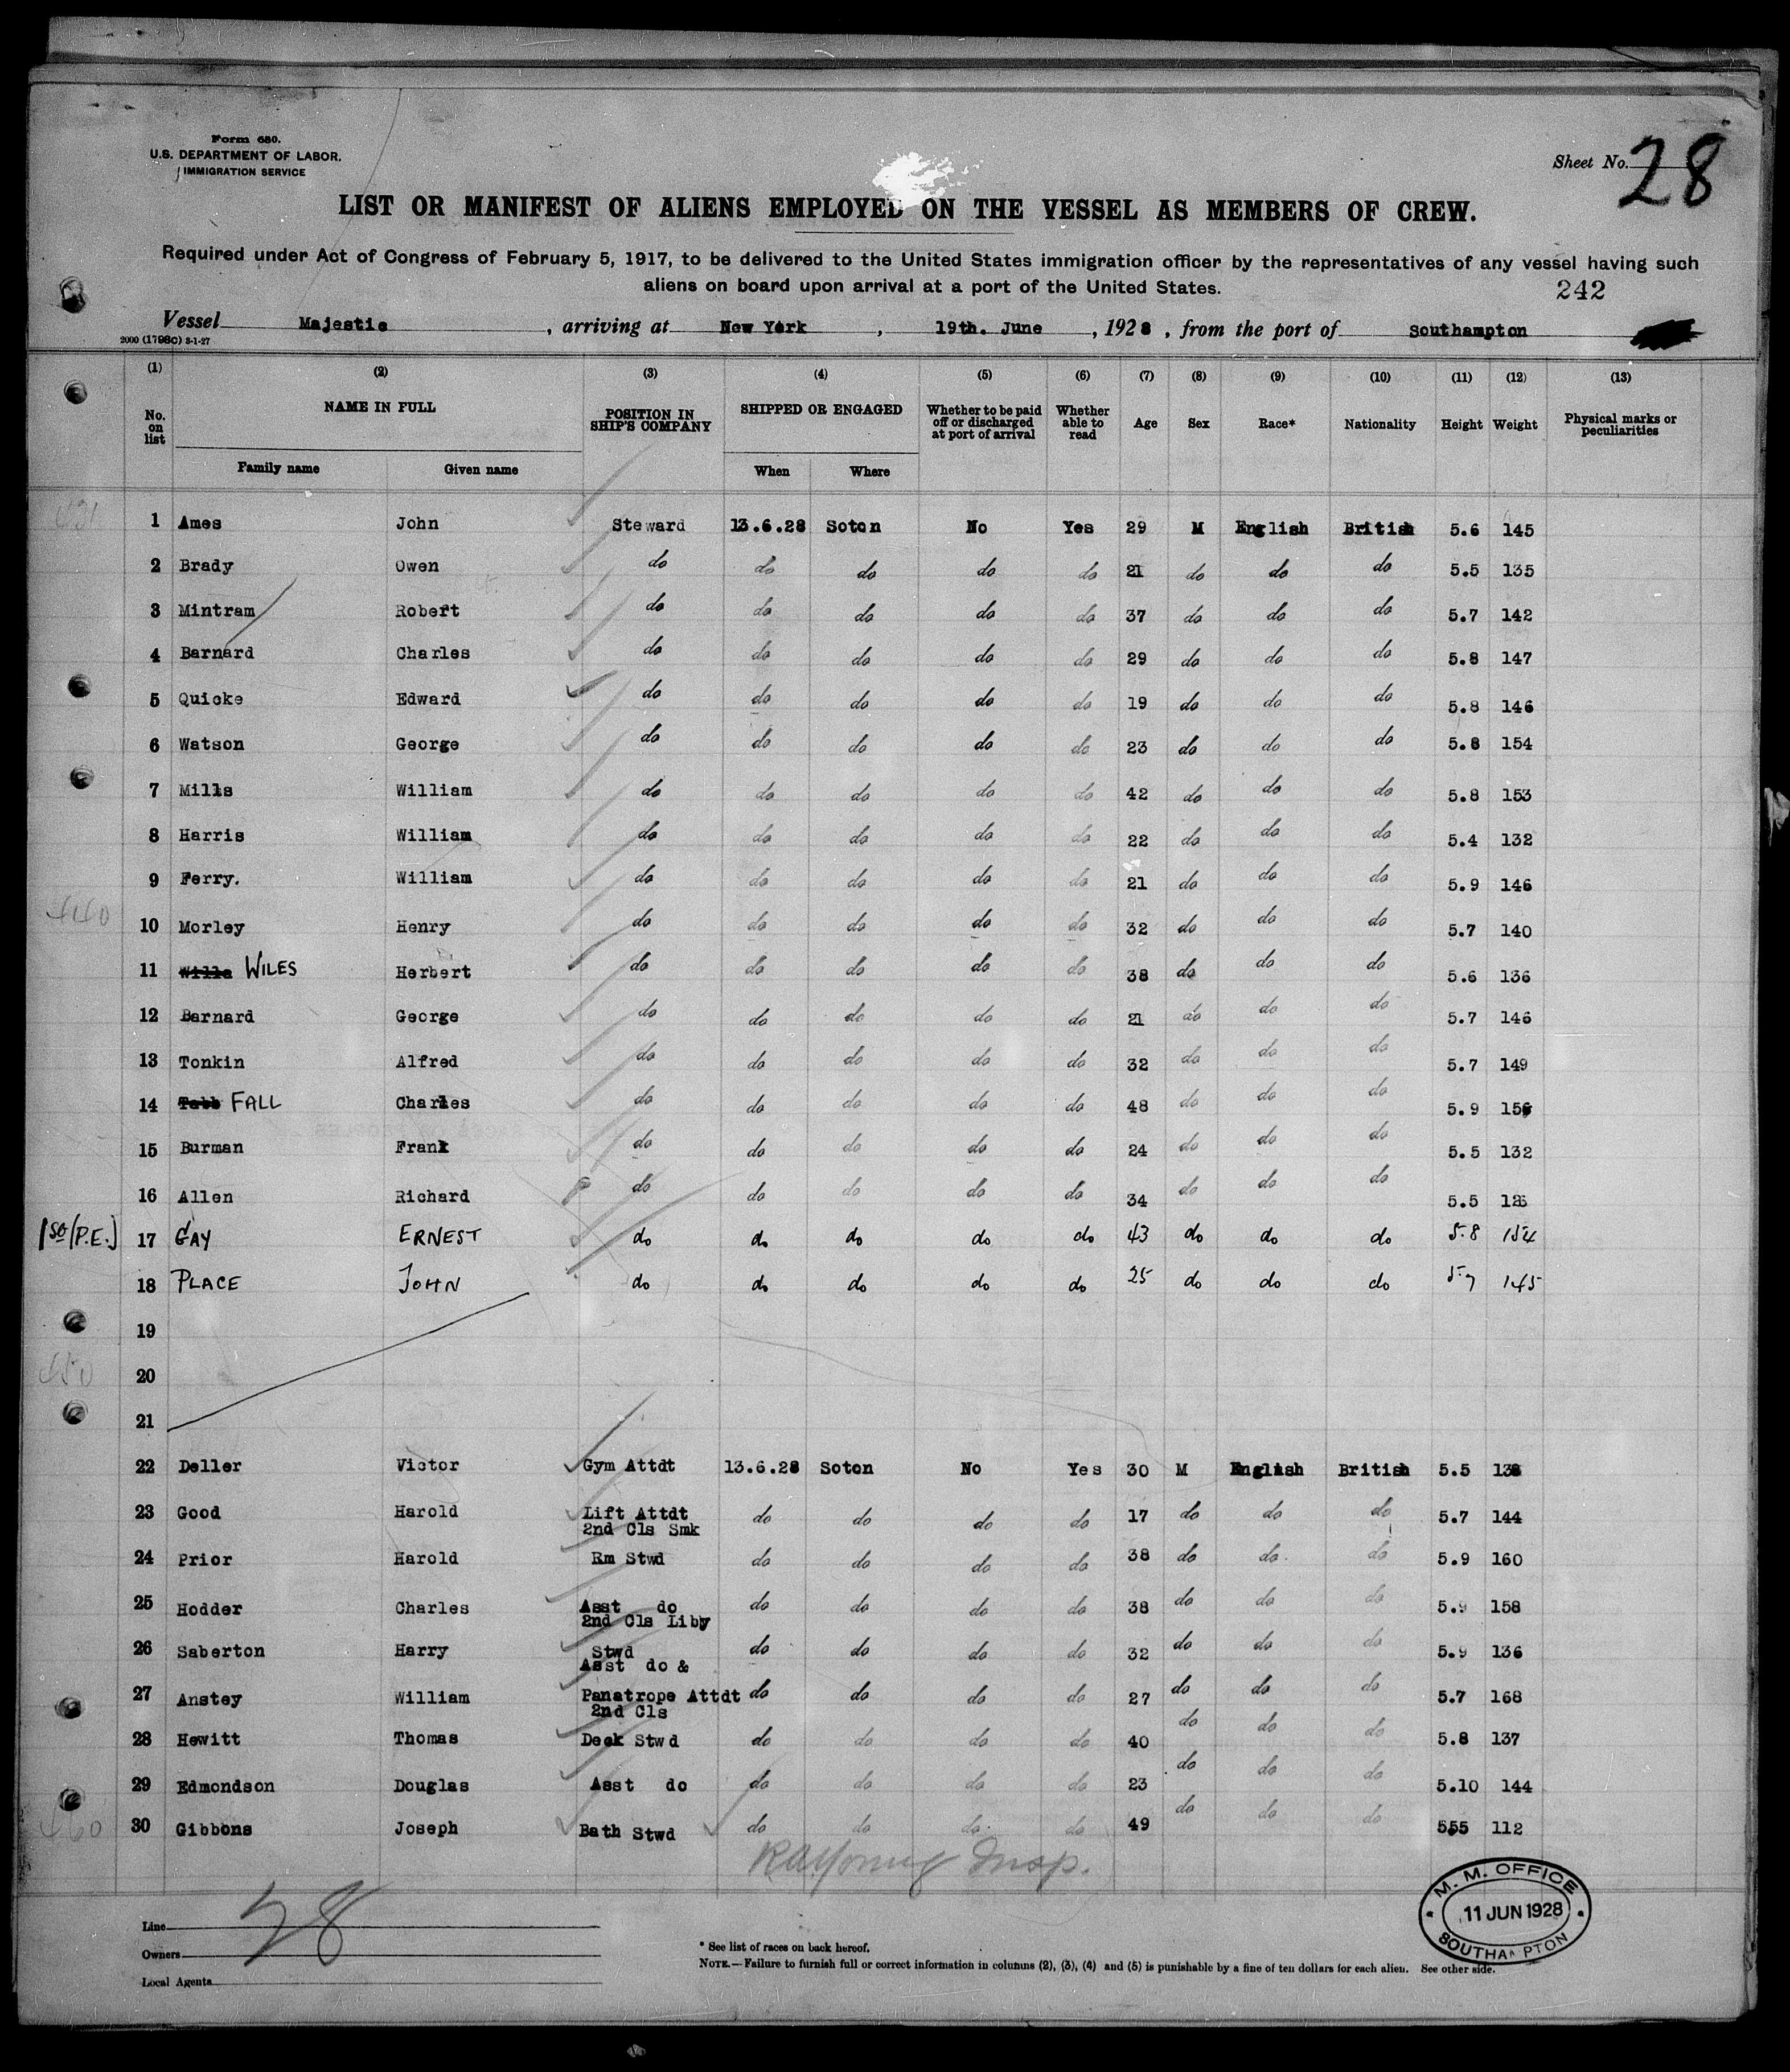 Form 680.
U.S. DEPARTMENT OF LABOR.
IMMIGRATION SERVICE
Sheet No. 28
LIST OR MANIFEST OF ALIENS EMPLOYED ON THE VESSEL AS MEMBERS OF CREW.
Required under Act of Congress of February 5, 1917, to be delivered to the United States immigration officer by the representatives of any vessel having such
aliens on board upon arrival at a port of the United States.
242
Vessel Majestic, arriving at New York, 19th. June, 1928, from the port of Southampton
2000 (1798c) 3-1-27
(1) (2) (3) (4) (5) (6) (7) (8) (9) (10) (11) (12) (13)
No. on list NAME IN FULL POSITION IN SHIP'S COMPANY SHIPPED OR ENGAGED Whether to be paid off or discharged at port of arrival Whether able to read Age Sex Race* Nationality Height Weight Physical marks or peculiarities
Family name Given name When Where
431
1 Ames John Steward 13.6.28 Soton No Yes 29 M English British 5.6 145
2 Brady Owen do do do do do 21 do do do 5.5 135
3 Mintram Robert do do do do do 37 do do do 5.7 142
4 Barnard Charles do do do do do 29 do do do 5.8 147
5 Quicke Edward do do do do do 19 do do do 5.8 146
6 Watson George do do do do do 23 do do do 5.8 154
7 Mills William do do do do do 42 do do do 5.8 153
8 Harris William do do do do do 22 do do do 5.4 132
9 Ferry. William do do do do do 21 do do do 5.9 146
440
10 Morley Henry do do do do do 32 do do do 5.7 140
11 Wills WILES Herbert do do do do do 38 do do do 5.6 136
12 Barnard George do do do do do 21 do do do 5.7 146
13 Tonkin Alfred do do do do do 32 do do do 5.7 149
14 FALL Charles do do do do do 48 do do do 5.9 156
15 Burman Frank do do do do do 24 do do do 5.5 132
16 Allen Richard do do do do do 34 do do do 5.5
1so (P.E.) 17 GAY ERNEST do do do do do 43 do do do 5.8 154
18 PLACE JOHN do do do do do 25 do do do 5.7 145
19
450
20
21
22 Deller Victor Gym Attdt 13.6.28 Soton No Yes 30 M English British 5.5 138
23 Good Harold Lift Attdt do do do do 17 do do do 5.7 144
2nd Cls Smk
24 Prior Harold Rm Stwd do do do do 38 do do do 5.9 160
25 Hodder Charles Asst do do do do do 38 do do do 5.9 158
2nd Cls Liby
26 Saberton Harry Stwd do do do do 32 do do do 5.9 136
Asst do &
27 Anstey William Panatrope Attdt do do do do 27 do do do 5.7 168
2nd Cls
28 Hewitt Thomas Deck Stwd do do do do 40 do do do 5.8 137
29 Edmondson Douglas Asst do do do do do 23 do do do 5.10 144
460
30 Gibbons Joseph Bath Stwd do do do do 49 do do do 555 112
Insp.
M. M. OFFICE
11 JUN 1928
SOUTHAMPTON
28
Line
Owners
Local Agents
* See list of races on back hereof.
NOTE.—Failure to furnish full or correct information in columns (2), (3), (4) and (5) is punishable by a fine of ten dollars for each alien. See other side.